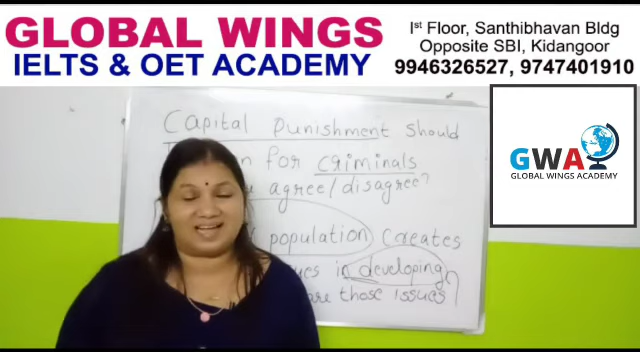 GLOBAL WINGS
IELTS & OET ACADEMY
Ist Floor, Santhibhavan Bldg
Opposite SBI, Kidangoor
9946326527, 9747401910
GWA
GLOBAL WINGS ACADEMY
Capital Punishment should
for criminals
agree/disagree?
population creates
in developing
are those issues